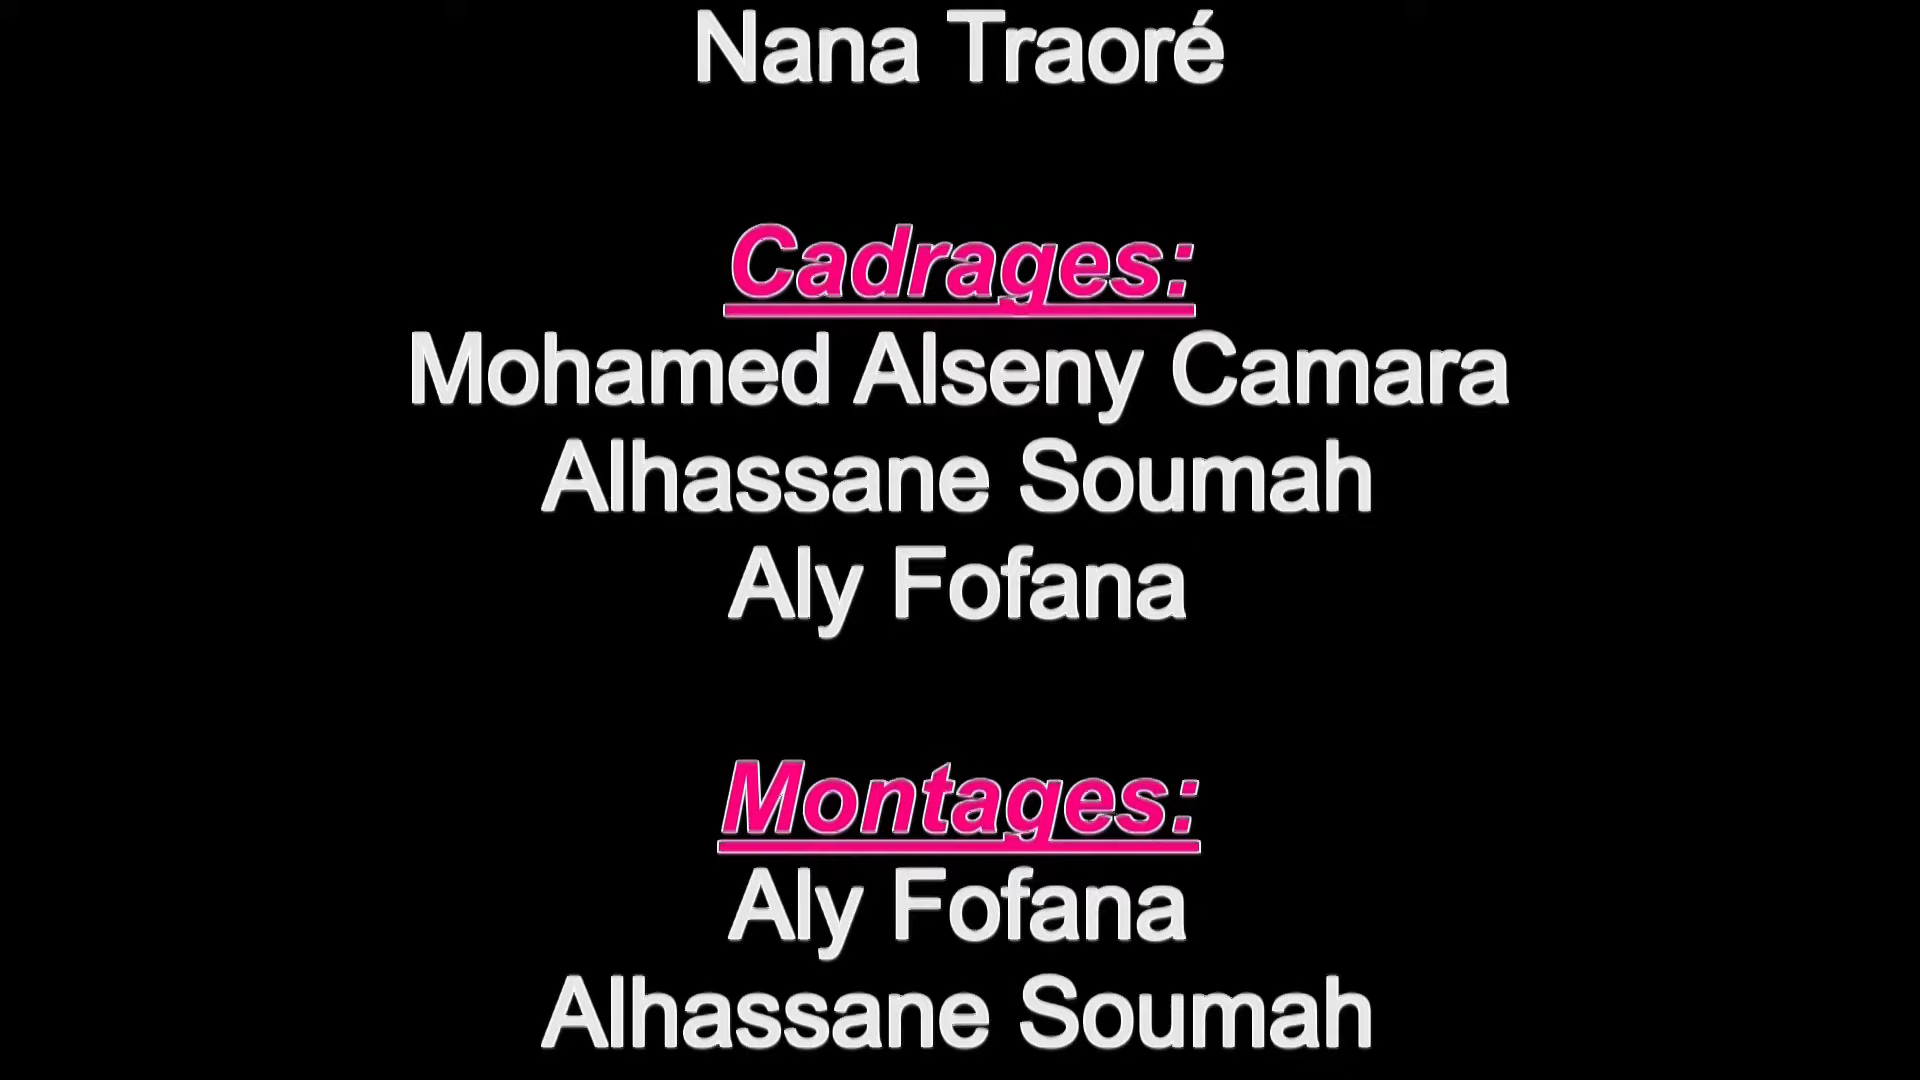 Nana Traoré
Cadrages:
Mohamed Alseny Camara
Alhassane Soumah
Aly Fofana
Montages:
Aly Fofana
Alhassane Soumah